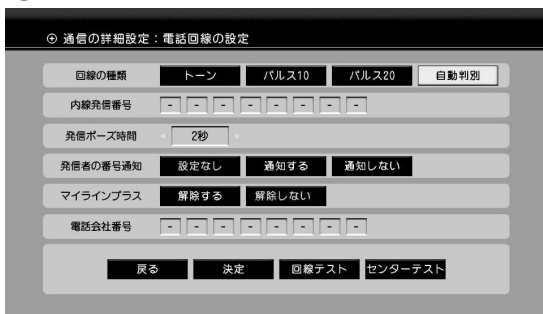 通信の詳細設定：電話回線の設定
回線の種類 トーン パルス10 パルス20 自動判別
内線発信番号 - - - - - - - -
発信ポーズ時間 2秒
発信者の番号通知 設定なし 通知する 通知しない
マイラインプラス 解除する 解除しない
電話会社番号 - - - - - - - -
戻る 決定 回線テスト センターテスト